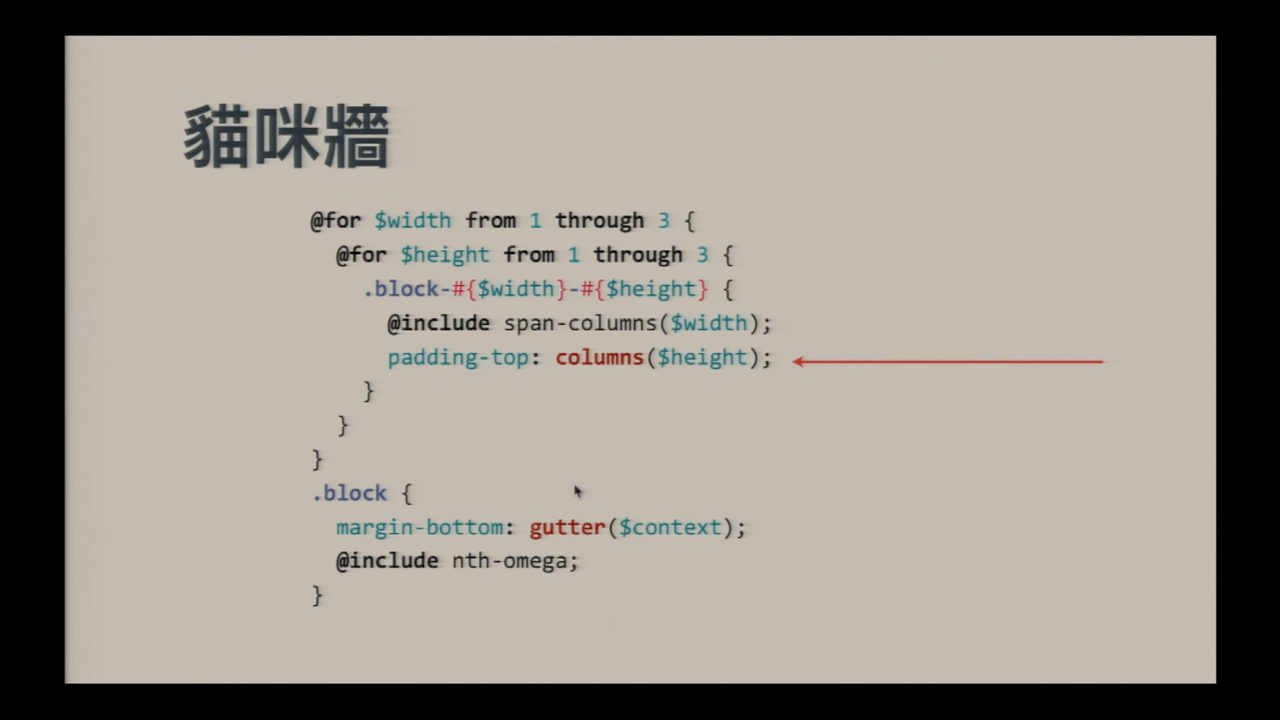 貓咪牆
@for $width from 1 through 3 {
@for $height from 1 through 3 {
.block-#{$width}-#{$height} {
@include span-columns($width);
padding-top: columns($height);
}
}
}
.block {
margin-bottom: gutter($context);
@include nth-omega;
}